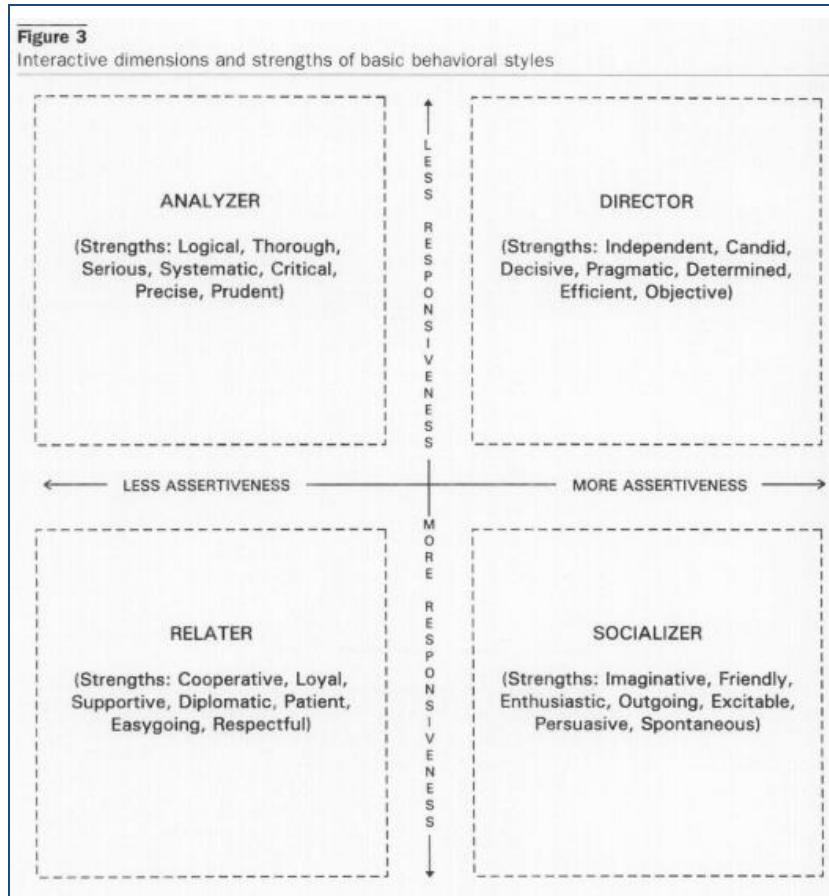 Figure 3
Interactive dimensions and strengths of basic behavioral styles
ANALYZER
(Strengths: Logical, Thorough,
Serious, Systematic, Critical,
Precise, Prudent)
LESS RESPONSIVENESS
DIRECTOR
(Strengths: Independent, Candid,
Decisive, Pragmatic, Determined,
Efficient, Objective)
LESS ASSERTIVENESS
MORE ASSERTIVENESS
RELATER
(Strengths: Cooperative, Loyal,
Supportive, Diplomatic, Patient,
Easygoing, Respectful)
MORE RESPONSIVENESS
SOCIALIZER
(Strengths: Imaginative, Friendly,
Enthusiastic, Outgoing, Excitable,
Persuasive, Spontaneous)